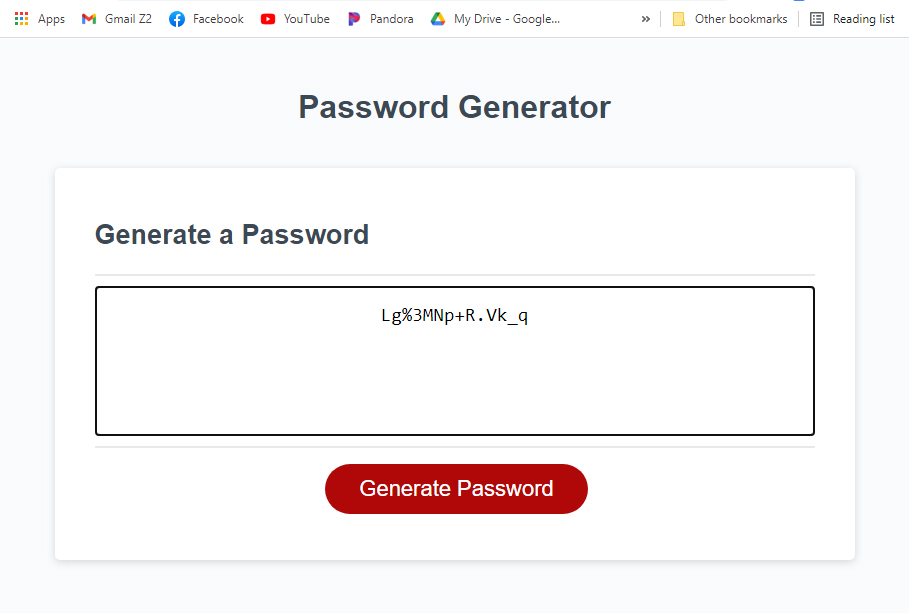 Apps Gmail Z2 Facebook YouTube Pandora My Drive - Google... » Other bookmarks Reading list
Password Generator
Generate a Password
Lg%3MNp+R.Vk_q
Generate Password